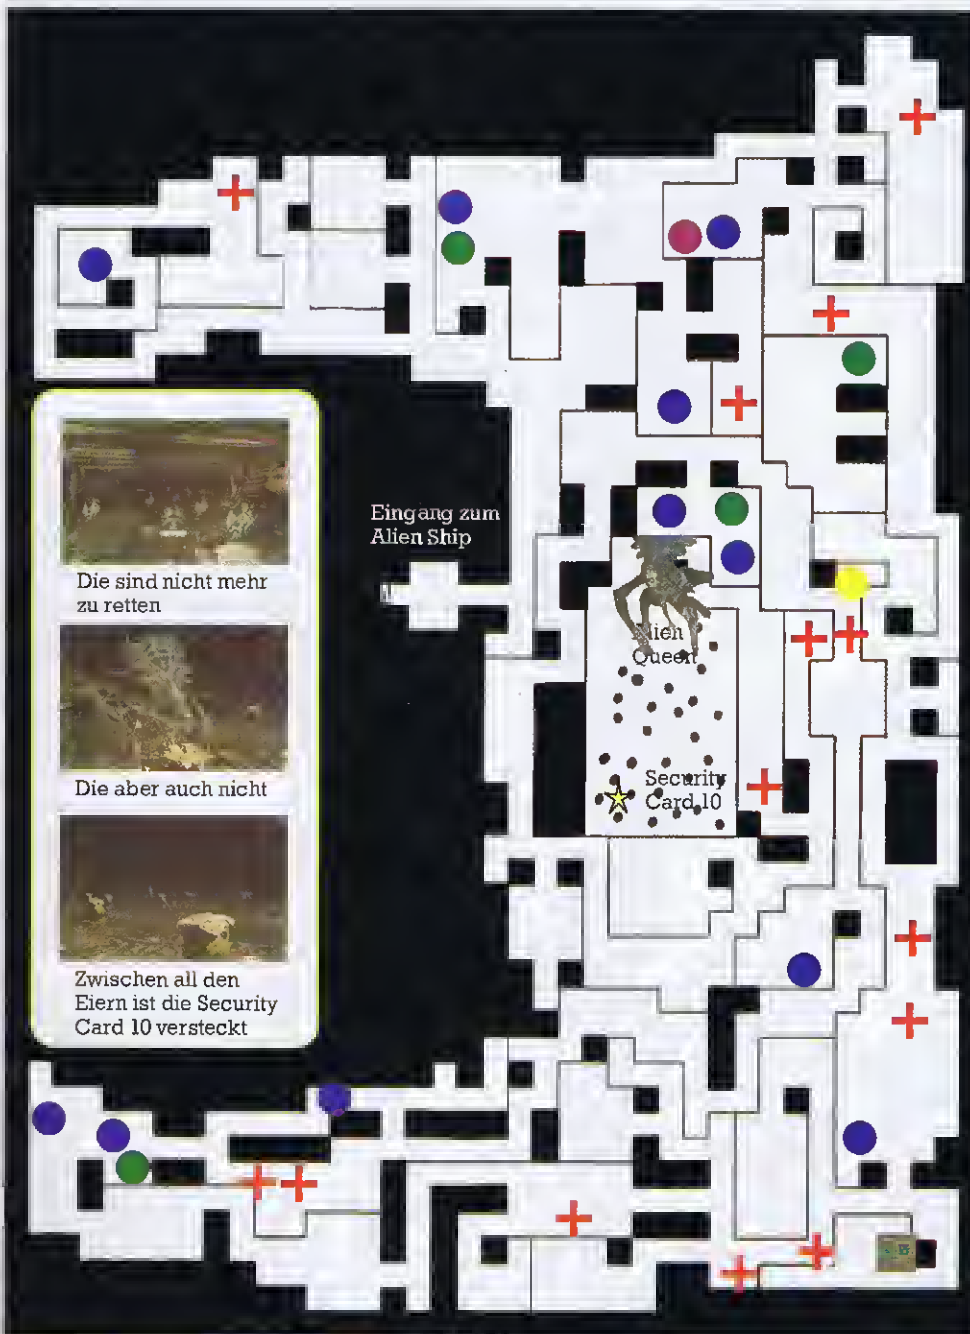 Eingang zum
Alien Ship
Die sind nicht mehr
zu retten
Die aber auch nicht
Zwischen all den
Eiern ist die Security
Card 10 versteckt
Alien
Queen
Security
Card 10